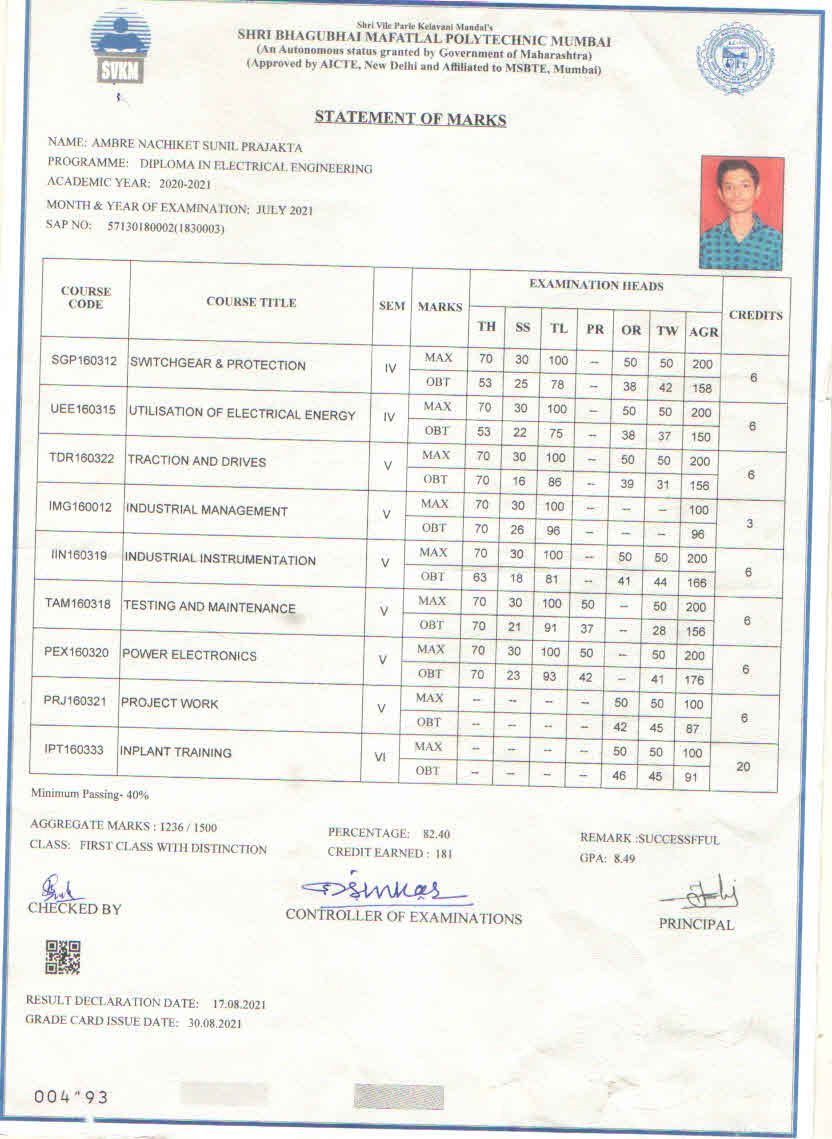 Shri Vile Parle Kelavani Mandal's
SHRI BHAGUBHAI MAFATLAL POLYTECHNIC MUMBAI
(An Autonomous status granted by Government of Maharashtra)
(Approved by AICTE, New Delhi and Affiliated to MSBTE, Mumbai)
SVKM
STATEMENT OF MARKS
NAME: AMBRE NACHIKET SUNIL PRAJAKTA
PROGRAMME: DIPLOMA IN ELECTRICAL ENGINEERING
ACADEMIC YEAR: 2020-2021
MONTH & YEAR OF EXAMINATION: JULY 2021
SAP NO: 57130180002(1830003)
COURSE CODE COURSE TITLE SEM MARKS EXAMINATION HEADS CREDITS
TH SS TL PR OR TW AGR
SGP160312 SWITCHGEAR & PROTECTION IV MAX 70 30 100 -- 50 50 200 6
OBT 53 25 78 -- 38 42 158
UEE160315 UTILISATION OF ELECTRICAL ENERGY IV MAX 70 30 100 -- 50 50 200 6
OBT 53 22 75 -- 38 37 150
TDR160322 TRACTION AND DRIVES V MAX 70 30 100 -- 50 50 200 6
OBT 70 16 86 -- 39 31 156
IMG160012 INDUSTRIAL MANAGEMENT V MAX 70 30 100 -- -- -- 100 3
OBT 70 26 96 -- -- -- 96
IIN160319 INDUSTRIAL INSTRUMENTATION V MAX 70 30 100 -- 50 50 200 6
OBT 63 18 81 -- 41 44 166
TAM160318 TESTING AND MAINTENANCE V MAX 70 30 100 50 -- 50 200 6
OBT 70 21 91 37 -- 28 156
PEX160320 POWER ELECTRONICS V MAX 70 30 100 50 -- 50 200 6
OBT 70 23 93 42 -- 41 176
PRJ160321 PROJECT WORK V MAX -- -- -- -- 50 50 100 6
OBT -- -- -- -- 42 45 87
IPT160333 INPLANT TRAINING VI MAX -- -- -- -- 50 50 100 20
OBT -- -- -- -- 46 45 91
Minimum Passing- 40%
AGGREGATE MARKS : 1236 / 1500 PERCENTAGE: 82.40 REMARK :SUCCESSFFUL
CLASS: FIRST CLASS WITH DISTINCTION CREDIT EARNED : 181 GPA: 8.49
CHECKED BY CONTROLLER OF EXAMINATIONS PRINCIPAL
RESULT DECLARATION DATE: 17.08.2021
GRADE CARD ISSUE DATE: 30.08.2021